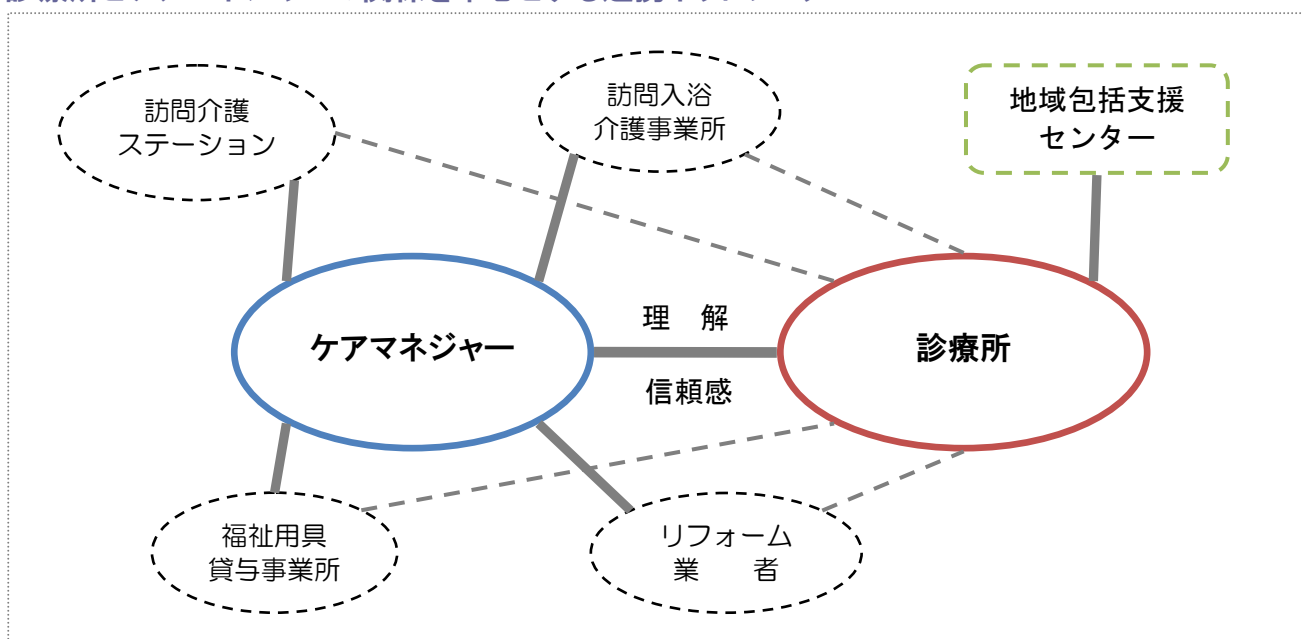 訪問介護
ステーション
訪問入浴
介護事業所
地域包括支援
センター
ケアマネジャー
理　解
信頼感
診療所
福祉用具
貸与事業所
リフォーム
業　　者